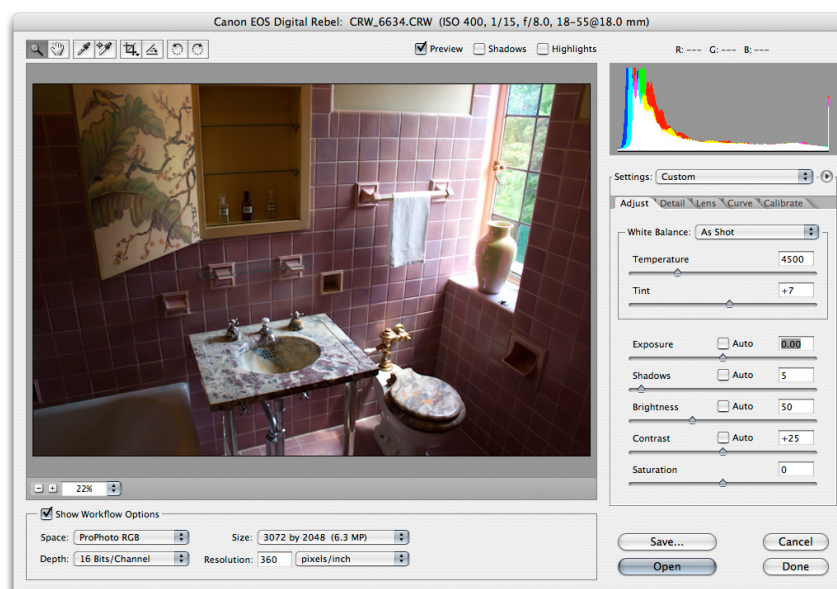 Canon EOS Digital Rebel: CRW_6634.CRW (ISO 400, 1/15, f/8.0, 18-55@18.0 mm)
Preview Shadows Highlights R: --- G: --- B: ---
Settings: Custom
Adjust Detail Lens Curve Calibrate
White Balance: As Shot
Temperature 4500
Tint +7
Exposure Auto 0.00
Shadows Auto 5
Brightness Auto 50
Contrast Auto +25
Saturation 0
22%
Show Workflow Options
Space: ProPhoto RGB Size: 3072 by 2048 (6.3 MP)
Depth: 16 Bits/Channel Resolution: 360 pixels/inch
Save... Cancel
Open Done